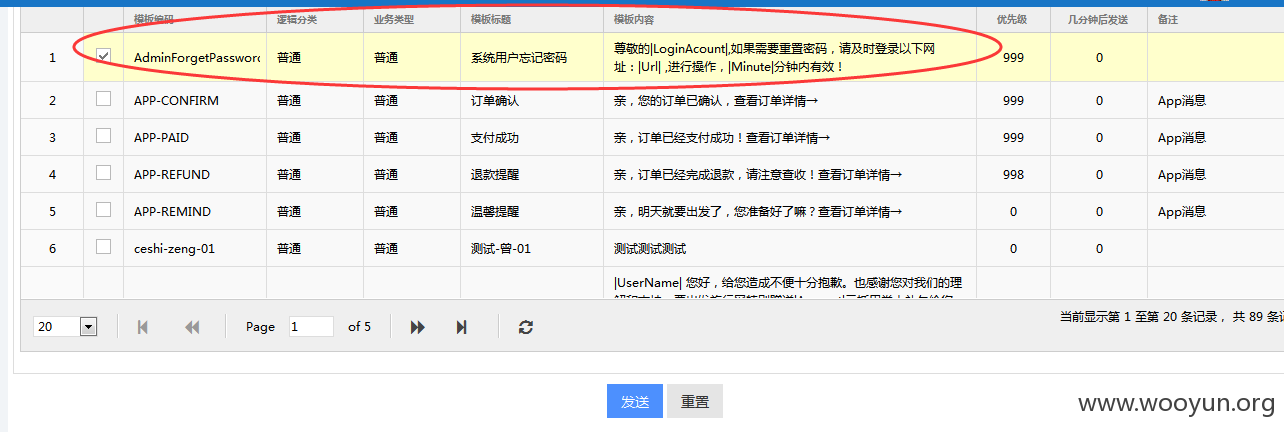 模板编码 逻辑分类 业务类型 模板标题 模板内容 优先级 几分钟后发送 备注
1 AdminForgetPassword 普通 普通 系统用户忘记密码 尊敬的|LoginAcount|,如果需要重置密码，请及时登录以下网
址：|Url| ,进行操作，|Minute|分钟内有效！ 999 0
2 APP-CONFIRM 普通 普通 订单确认 亲，您的订单已确认，查看订单详情→ 999 0 App消息
3 APP-PAID 普通 普通 支付成功 亲，订单已经支付成功！查看订单详情→ 999 0 App消息
4 APP-REFUND 普通 普通 退款提醒 亲，订单已经完成退款，请注意查收！查看订单详情→ 998 0 App消息
5 APP-REMIND 普通 普通 温馨提醒 亲，明天就要出发了，您准备好了嘛？查看订单详情→ 0 0 App消息
6 ceshi-zeng-01 普通 普通 测试-曾-01 测试测试测试 0 0
|UserName| 您好，给您造成不便十分抱歉。也感谢您对我们的理
20 Page 1 of 5 当前显示第 1 至第 20 条记录， 共 89 条记
发送 重置
www.wooyun.org